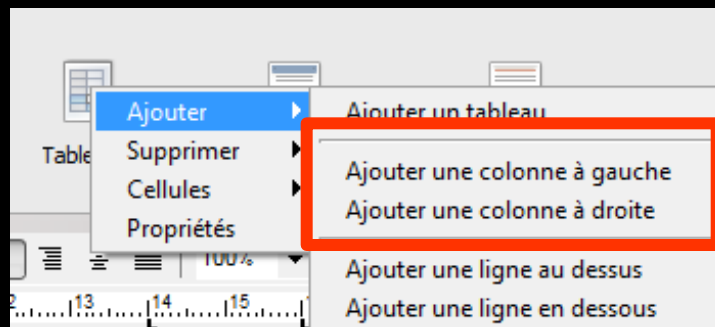 Ajouter
Supprimer
Cellules
Propriétés
Ajouter un tableau
Ajouter une colonne à gauche
Ajouter une colonne à droite
Ajouter une ligne au dessus
Ajouter une ligne en dessous
Table
100%
13 14 15